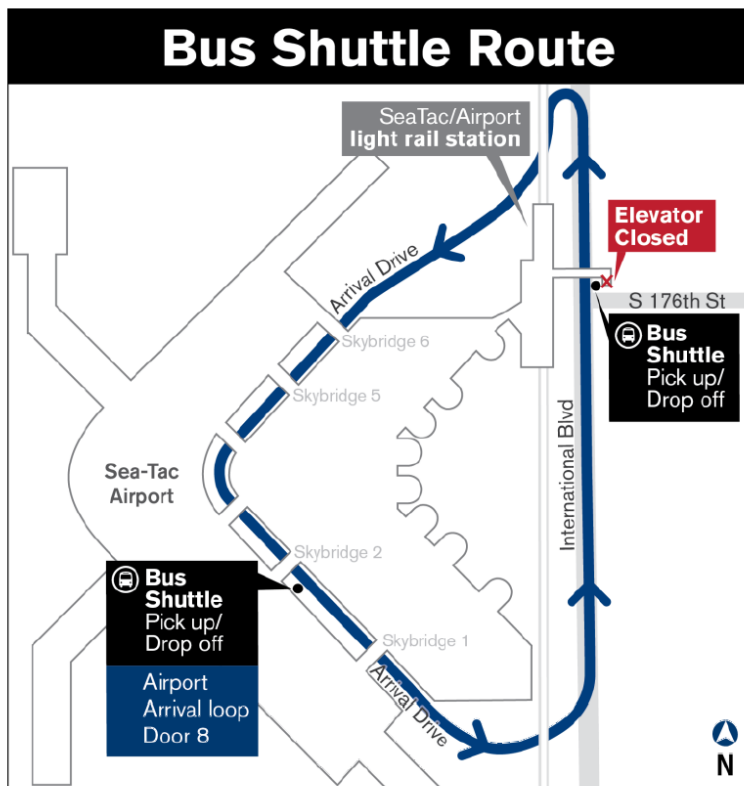 Bus Shuttle Route
SeaTac/Airport
light rail station
Elevator
Closed
Arrival Drive
S 176th St
Bus
Shuttle
Pick up/
Drop off
Skybridge 6
Skybridge 5
International Blvd
Sea-Tac
Airport
Skybridge 2
Bus
Shuttle
Pick up/
Drop off
Airport
Arrival loop
Door 8
Skybridge 1
Arrival Drive
N